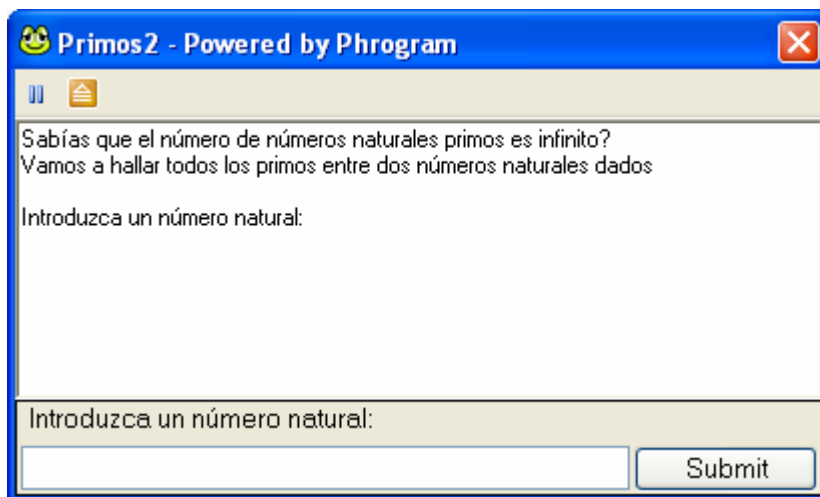 Primos2 - Powered by Phrogram
Sabías que el número de números naturales primos es infinito?
Vamos a hallar todos los primos entre dos números naturales dados
Introduzca un número natural:
Introduzca un número natural:
Submit